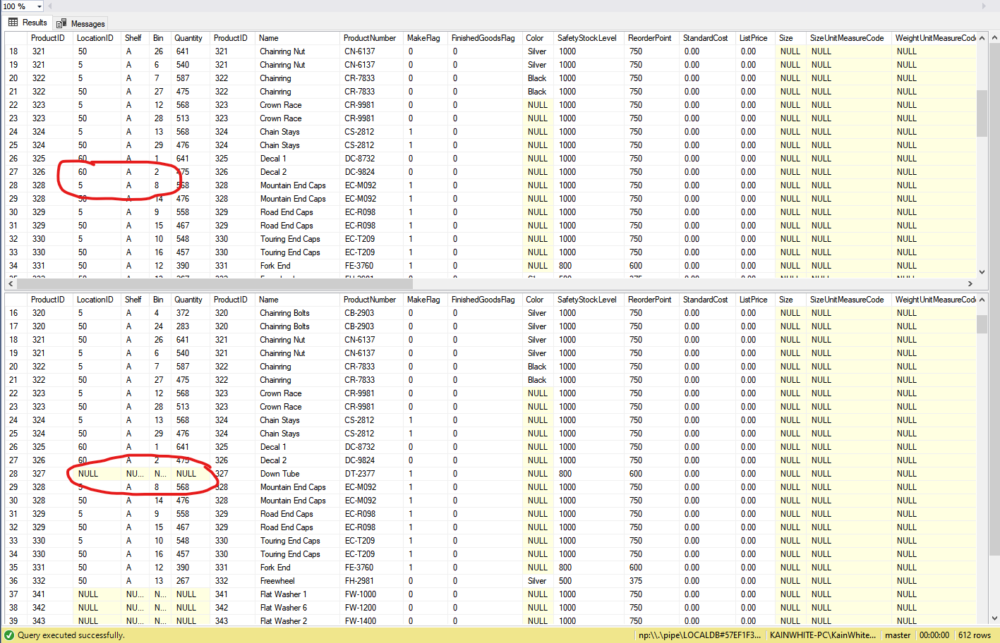 100 %
Results Messages
ProductID LocationID Shelf Bin Quantity ProductID Name ProductNumber MakeFlag FinishedGoodsFlag Color SafetyStockLevel ReorderPoint StandardCost ListPrice Size SizeUnitMeasureCode WeightUnitMeasureCode
18 321 50 A 26 641 321 Chainring Nut CN-6137 0 0 Silver 1000 750 0.00 0.00 NULL NULL NULL
19 321 5 A 6 540 321 Chainring Nut CN-6137 0 0 Silver 1000 750 0.00 0.00 NULL NULL NULL
20 322 5 A 7 587 322 Chainring CR-7833 0 0 Black 1000 750 0.00 0.00 NULL NULL NULL
21 322 50 A 27 475 322 Chainring CR-7833 0 0 Black 1000 750 0.00 0.00 NULL NULL NULL
22 323 5 A 12 568 323 Crown Race CR-9981 0 0 NULL 1000 750 0.00 0.00 NULL NULL NULL
23 323 50 A 28 513 323 Crown Race CR-9981 0 0 NULL 1000 750 0.00 0.00 NULL NULL NULL
24 324 5 A 13 568 324 Chain Stays CS-2812 1 0 NULL 1000 750 0.00 0.00 NULL NULL NULL
25 324 50 A 29 476 324 Chain Stays CS-2812 1 0 NULL 1000 750 0.00 0.00 NULL NULL NULL
26 325 60 A 1 641 325 Decal 1 DC-8732 0 0 NULL 1000 750 0.00 0.00 NULL NULL NULL
27 326 60 A 2 475 326 Decal 2 DC-9824 0 0 NULL 1000 750 0.00 0.00 NULL NULL NULL
28 328 5 A 8 568 328 Mountain End Caps EC-M092 1 0 NULL 1000 750 0.00 0.00 NULL NULL NULL
29 328 50 A 14 476 328 Mountain End Caps EC-M092 1 0 NULL 1000 750 0.00 0.00 NULL NULL NULL
30 329 5 A 9 558 329 Road End Caps EC-R098 1 0 NULL 1000 750 0.00 0.00 NULL NULL NULL
31 329 50 A 15 467 329 Road End Caps EC-R098 1 0 NULL 1000 750 0.00 0.00 NULL NULL NULL
32 330 5 A 10 548 330 Touring End Caps EC-T209 1 0 NULL 1000 750 0.00 0.00 NULL NULL NULL
33 330 50 A 16 457 330 Touring End Caps EC-T209 1 0 NULL 1000 750 0.00 0.00 NULL NULL NULL
34 331 50 A 12 390 331 Fork End FE-3760 1 0 NULL 800 600 0.00 0.00 NULL NULL NULL
ProductID LocationID Shelf Bin Quantity ProductID Name ProductNumber MakeFlag FinishedGoodsFlag Color SafetyStockLevel ReorderPoint StandardCost ListPrice Size SizeUnitMeasureCode WeightUnitMeasureCode
16 320 5 A 4 372 320 Chainring Bolts CB-2903 0 0 Silver 1000 750 0.00 0.00 NULL NULL NULL
17 320 50 A 24 283 320 Chainring Bolts CB-2903 0 0 Silver 1000 750 0.00 0.00 NULL NULL NULL
18 321 50 A 26 641 321 Chainring Nut CN-6137 0 0 Silver 1000 750 0.00 0.00 NULL NULL NULL
19 321 5 A 6 540 321 Chainring Nut CN-6137 0 0 Silver 1000 750 0.00 0.00 NULL NULL NULL
20 322 5 A 7 587 322 Chainring CR-7833 0 0 Black 1000 750 0.00 0.00 NULL NULL NULL
21 322 50 A 27 475 322 Chainring CR-7833 0 0 Black 1000 750 0.00 0.00 NULL NULL NULL
22 323 5 A 12 568 323 Crown Race CR-9981 0 0 NULL 1000 750 0.00 0.00 NULL NULL NULL
23 323 50 A 28 513 323 Crown Race CR-9981 0 0 NULL 1000 750 0.00 0.00 NULL NULL NULL
24 324 5 A 13 568 324 Chain Stays CS-2812 1 0 NULL 1000 750 0.00 0.00 NULL NULL NULL
25 324 50 A 29 476 324 Chain Stays CS-2812 1 0 NULL 1000 750 0.00 0.00 NULL NULL NULL
26 325 60 A 1 641 325 Decal 1 DC-8732 0 0 NULL 1000 750 0.00 0.00 NULL NULL NULL
27 326 60 A 2 475 326 Decal 2 DC-9824 0 0 NULL 1000 750 0.00 0.00 NULL NULL NULL
28 327 NULL NU... N... NULL 327 Down Tube DT-2377 1 0 NULL 800 600 0.00 0.00 NULL NULL NULL
29 328 5 A 8 568 328 Mountain End Caps EC-M092 1 0 NULL 1000 750 0.00 0.00 NULL NULL NULL
30 328 50 A 14 476 328 Mountain End Caps EC-M092 1 0 NULL 1000 750 0.00 0.00 NULL NULL NULL
31 329 5 A 9 558 329 Road End Caps EC-R098 1 0 NULL 1000 750 0.00 0.00 NULL NULL NULL
32 329 50 A 15 467 329 Road End Caps EC-R098 1 0 NULL 1000 750 0.00 0.00 NULL NULL NULL
33 330 5 A 10 548 330 Touring End Caps EC-T209 1 0 NULL 1000 750 0.00 0.00 NULL NULL NULL
34 330 50 A 16 457 330 Touring End Caps EC-T209 1 0 NULL 1000 750 0.00 0.00 NULL NULL NULL
35 331 50 A 12 390 331 Fork End FE-3760 1 0 NULL 800 600 0.00 0.00 NULL NULL NULL
36 332 50 A 13 267 332 Freewheel FH-2981 0 0 Silver 500 375 0.00 0.00 NULL NULL NULL
37 341 NULL NU... N... NULL 341 Flat Washer 1 FW-1000 0 0 NULL 1000 750 0.00 0.00 NULL NULL NULL
38 342 NULL NU... N... NULL 342 Flat Washer 6 FW-1200 0 0 NULL 1000 750 0.00 0.00 NULL NULL NULL
39 343 NULL NU... N... NULL 343 Flat Washer 2 FW-1400 0 0 NULL 1000 750 0.00 0.00 NULL NULL NULL
Query executed successfully. np:\\.\pipe\LOCALDB#57EF1F3... KAINWHITE-PC\KainWhite... master 00:00:00 612 rows